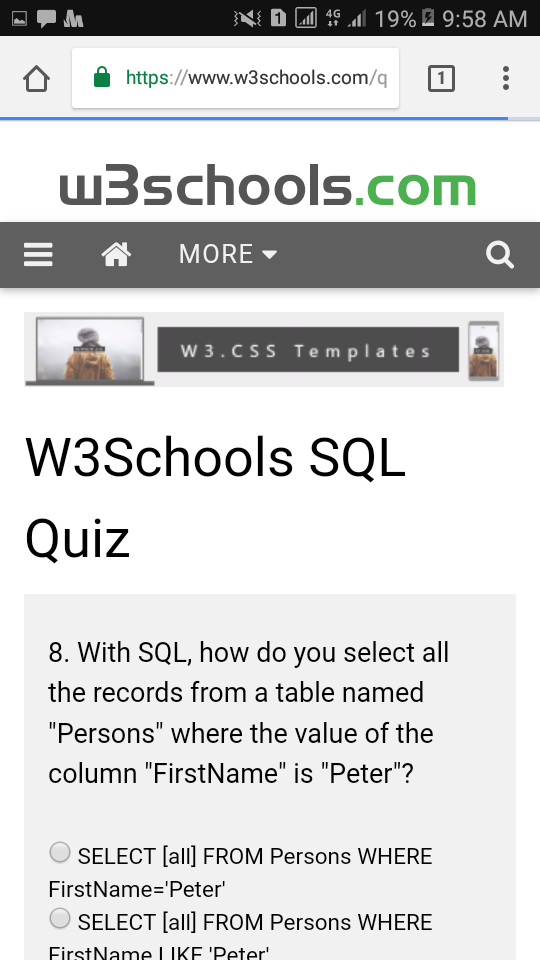 4G 19% 9:58 AM
https://www.w3schools.com/q
1
w3schools.com
MORE
W3.CSS Templates
W3Schools SQL
Quiz
8. With SQL, how do you select all
the records from a table named
"Persons" where the value of the
column "FirstName" is "Peter"?
SELECT [all] FROM Persons WHERE
FirstName='Peter'
SELECT [all] FROM Persons WHERE
FirstName LIKE 'Peter'